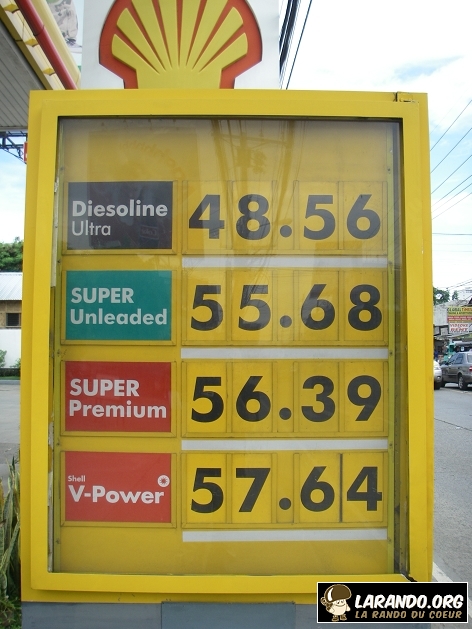 Diesoline
Ultra
48.56
SUPER
Unleaded
55.68
SUPER
Premium
56.39
Shell
V-Power
57.64
LARANDO.ORG
LA RANDO DU COEUR